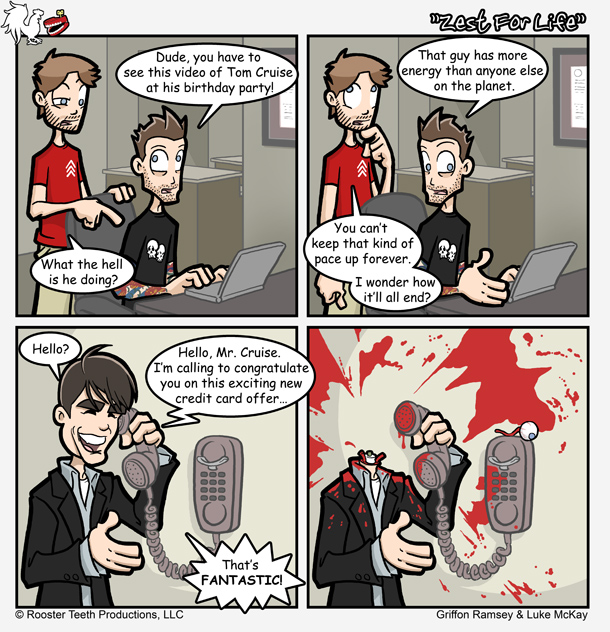 "Zest For Life"
Dude, you have to
see this video of Tom Cruise
at his birthday party!
What the hell
is he doing?
That guy has more
energy than anyone else
on the planet.
You can't
keep that kind of
pace up forever.
I wonder how
it'll all end?
Hello?
Hello, Mr. Cruise.
I'm calling to congratulate
you on this exciting new
credit card offer...
That's
FANTASTIC!
© Rooster Teeth Productions, LLC
Griffon Ramsey & Luke McKay